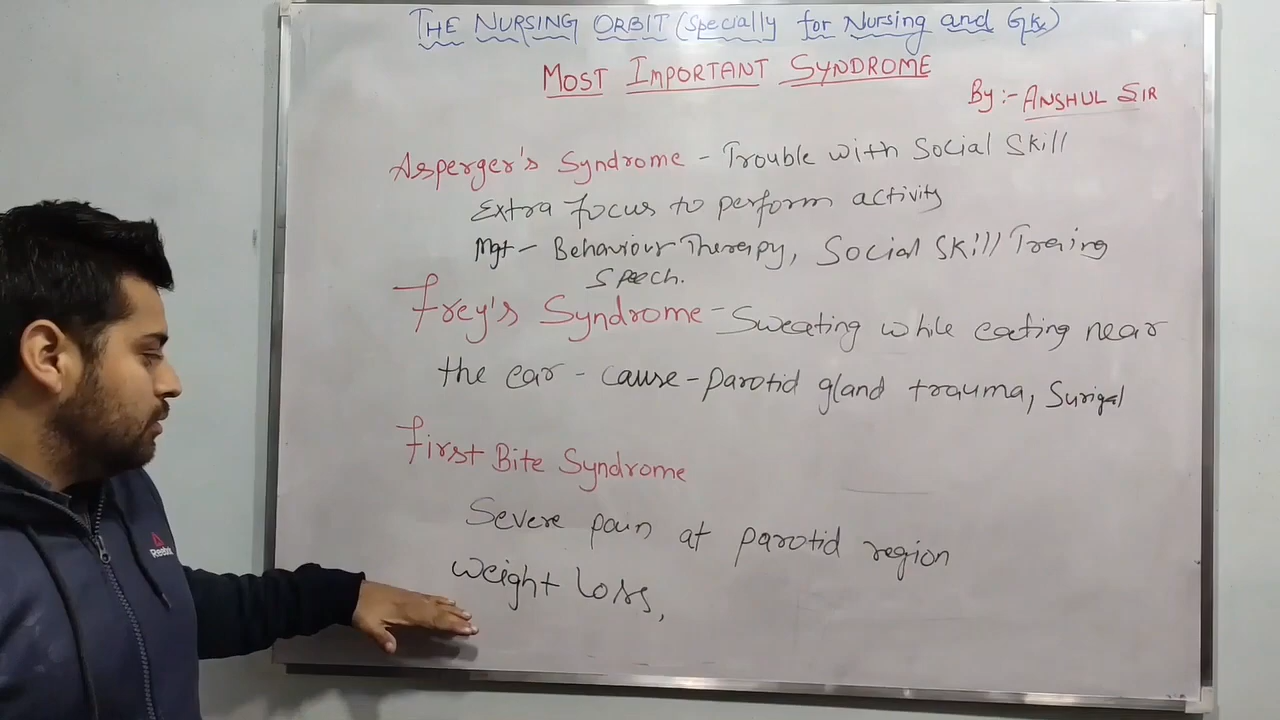 THE NURSING ORBIT (Specially for Nursing and Gk)
MOST IMPORTANT SYNDROME
By :- ANSHUL SIR
Asperger's Syndrome - Trouble with Social Skill
Extra focus to perform activity
Mgt - Behaviour Therapy, Social Skill Treing
Speech.
Frey's Syndrome - Sweating while eating near
the ear - cause - parotid gland trauma, Surigal
First Bite Syndrome
Severe pain at parotid region
weight loss,
Reebok